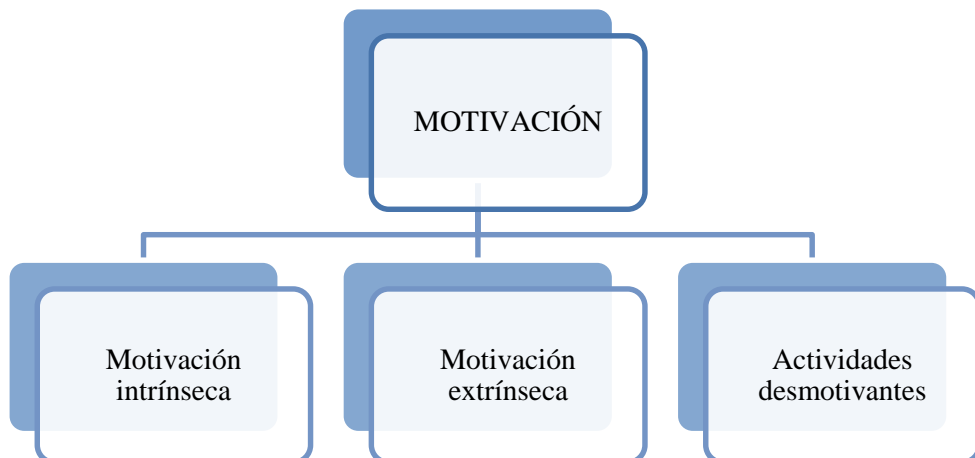 MOTIVACIÓN
Motivación
intrínseca
Motivación
extrínseca
Actividades
desmotivantes